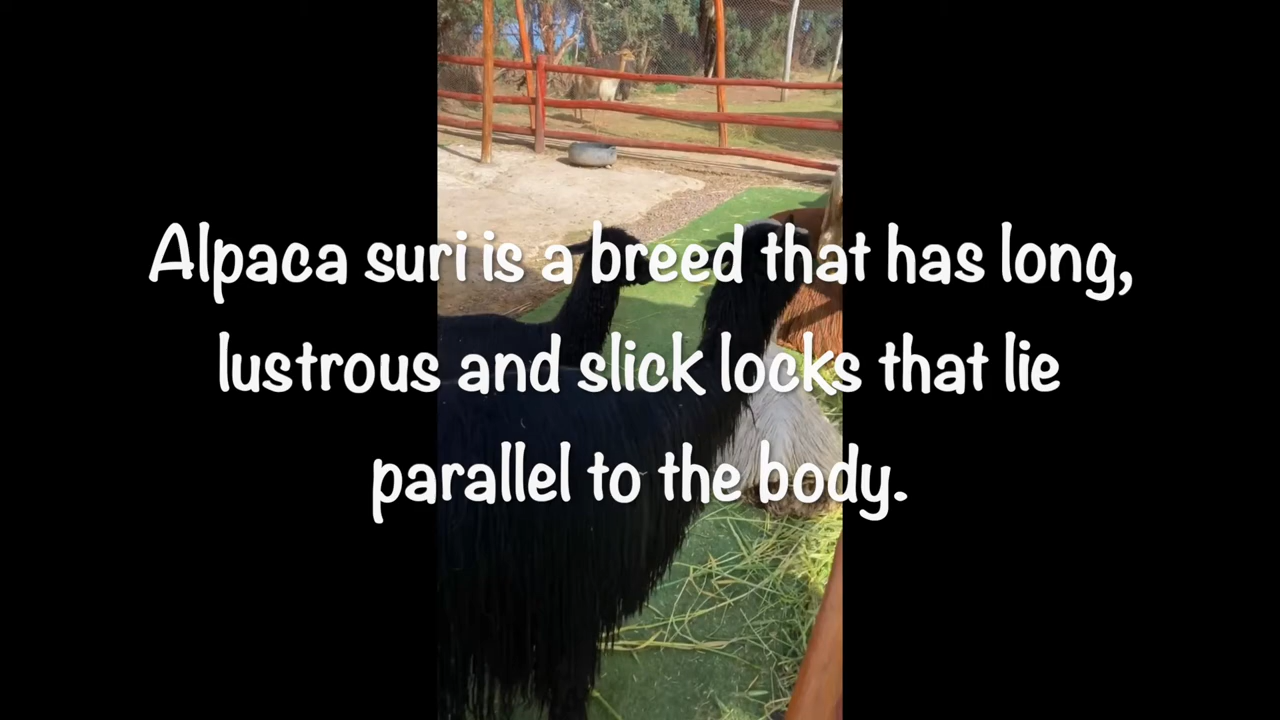 Alpaca suri is a breed that has long,
lustrous and slick locks that lie
parallel to the body.